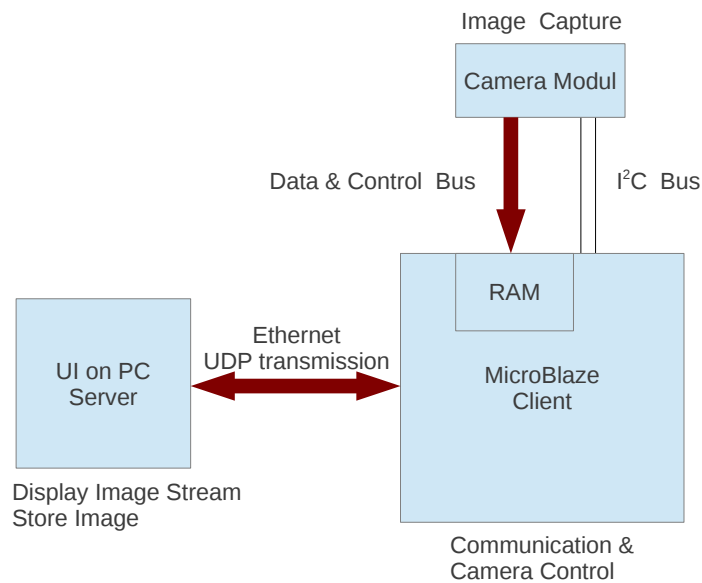 Image Capture
Camera Modul
Data & Control Bus
I²C Bus
RAM
Ethernet
UDP transmission
UI on PC
Server
MicroBlaze
Client
Display Image Stream
Store Image
Communication &
Camera Control